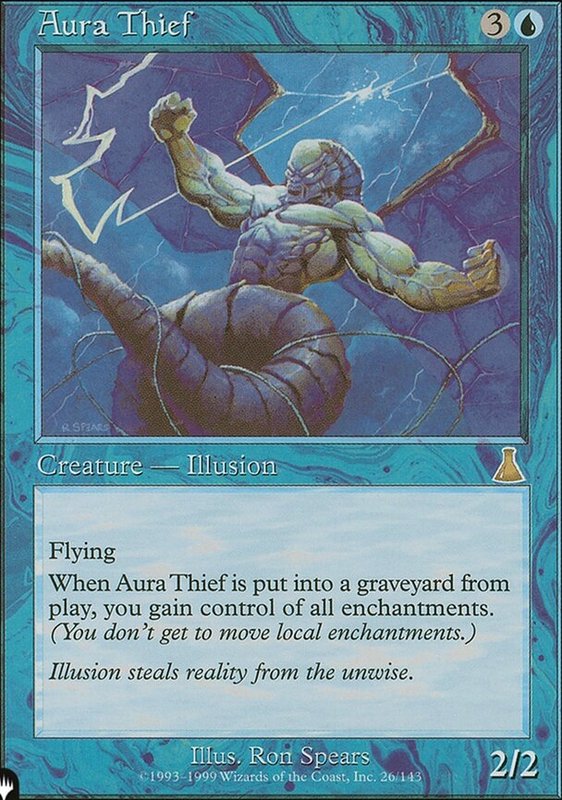 Aura Thief 3
R. SPEARS
Creature — Illusion
Flying
When Aura Thief is put into a graveyard from
play, you gain control of all enchantments.
(You don't get to move local enchantments.)
Illusion steals reality from the unwise.
Illus. Ron Spears
©1993–1999 Wizards of the Coast, Inc. 26/143
2/2